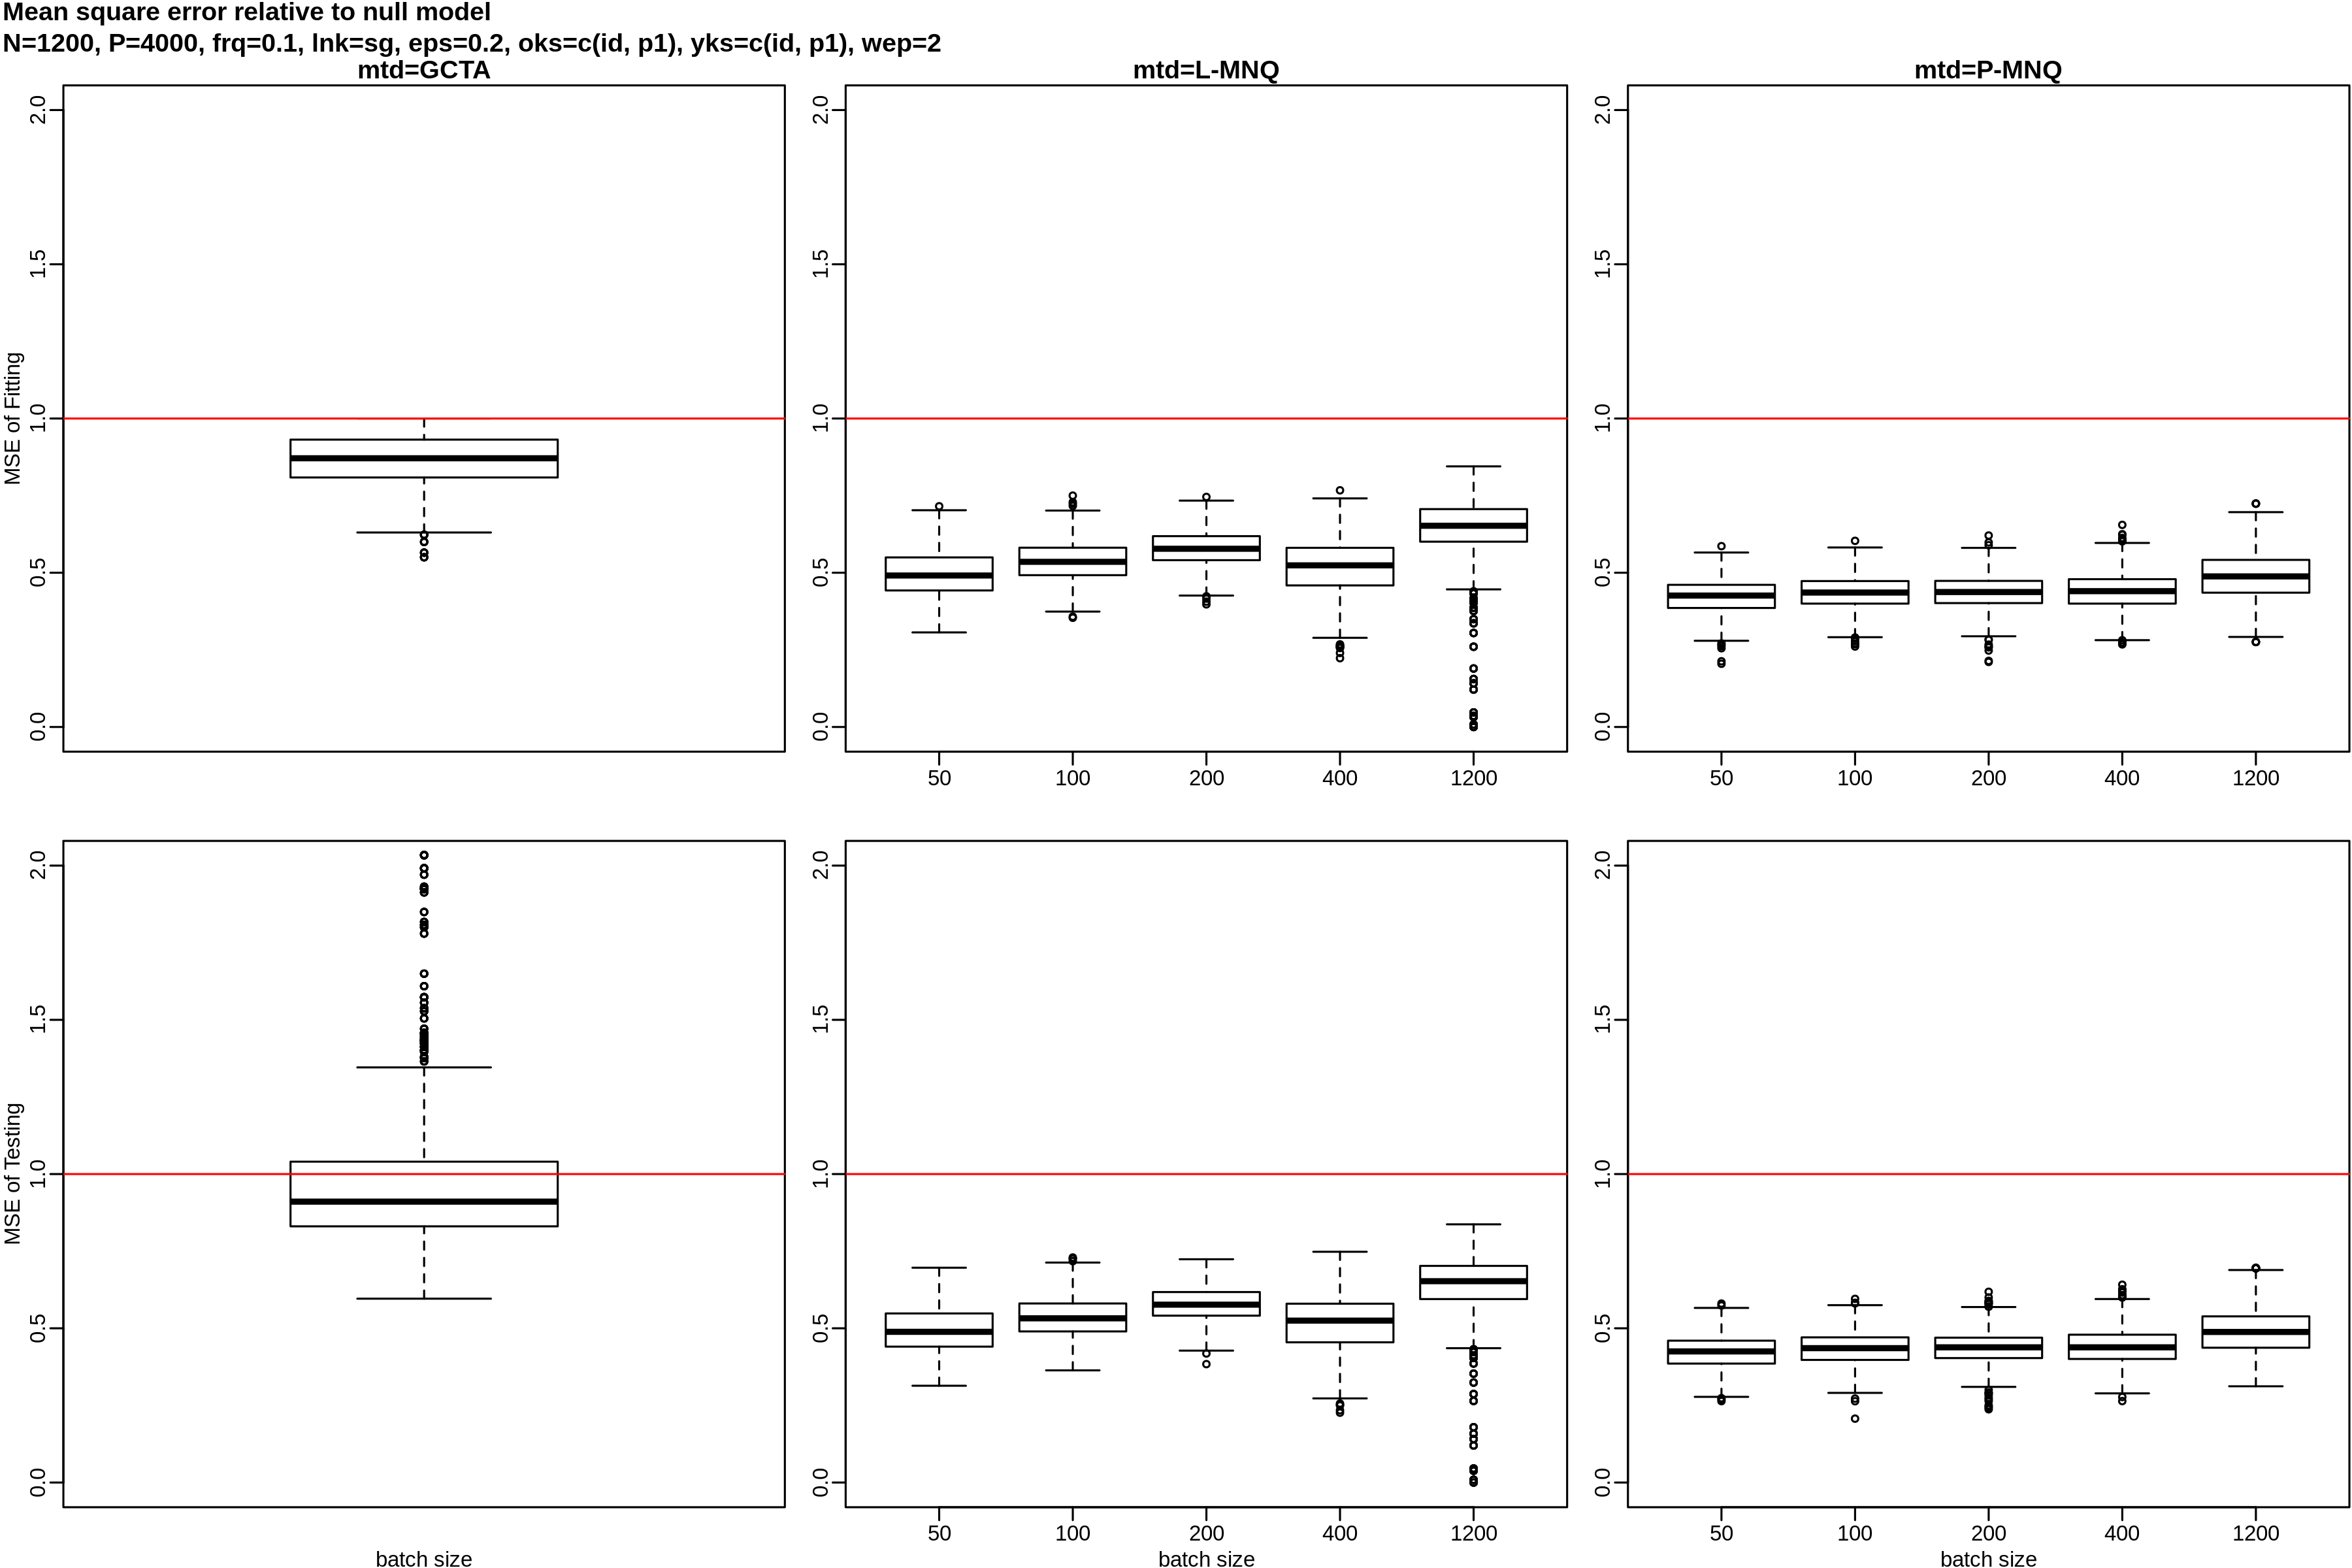 Mean square error relative to null model
N=1200, P=4000, frq=0.1, lnk=sg, eps=0.2, oks=c(id, p1), yks=c(id, p1), wep=2
mtd=GCTA
mtd=L-MNQ
mtd=P-MNQ
MSE of Fitting
2.0
1.5
1.0
0.5
0.0
2.0
1.5
1.0
0.5
0.0
50 100 200 400 1200
2.0
1.5
1.0
0.5
0.0
50 100 200 400 1200
MSE of Testing
2.0
1.5
1.0
0.5
0.0
batch size
2.0
1.5
1.0
0.5
0.0
50 100 200 400 1200
batch size
2.0
1.5
1.0
0.5
0.0
50 100 200 400 1200
batch size